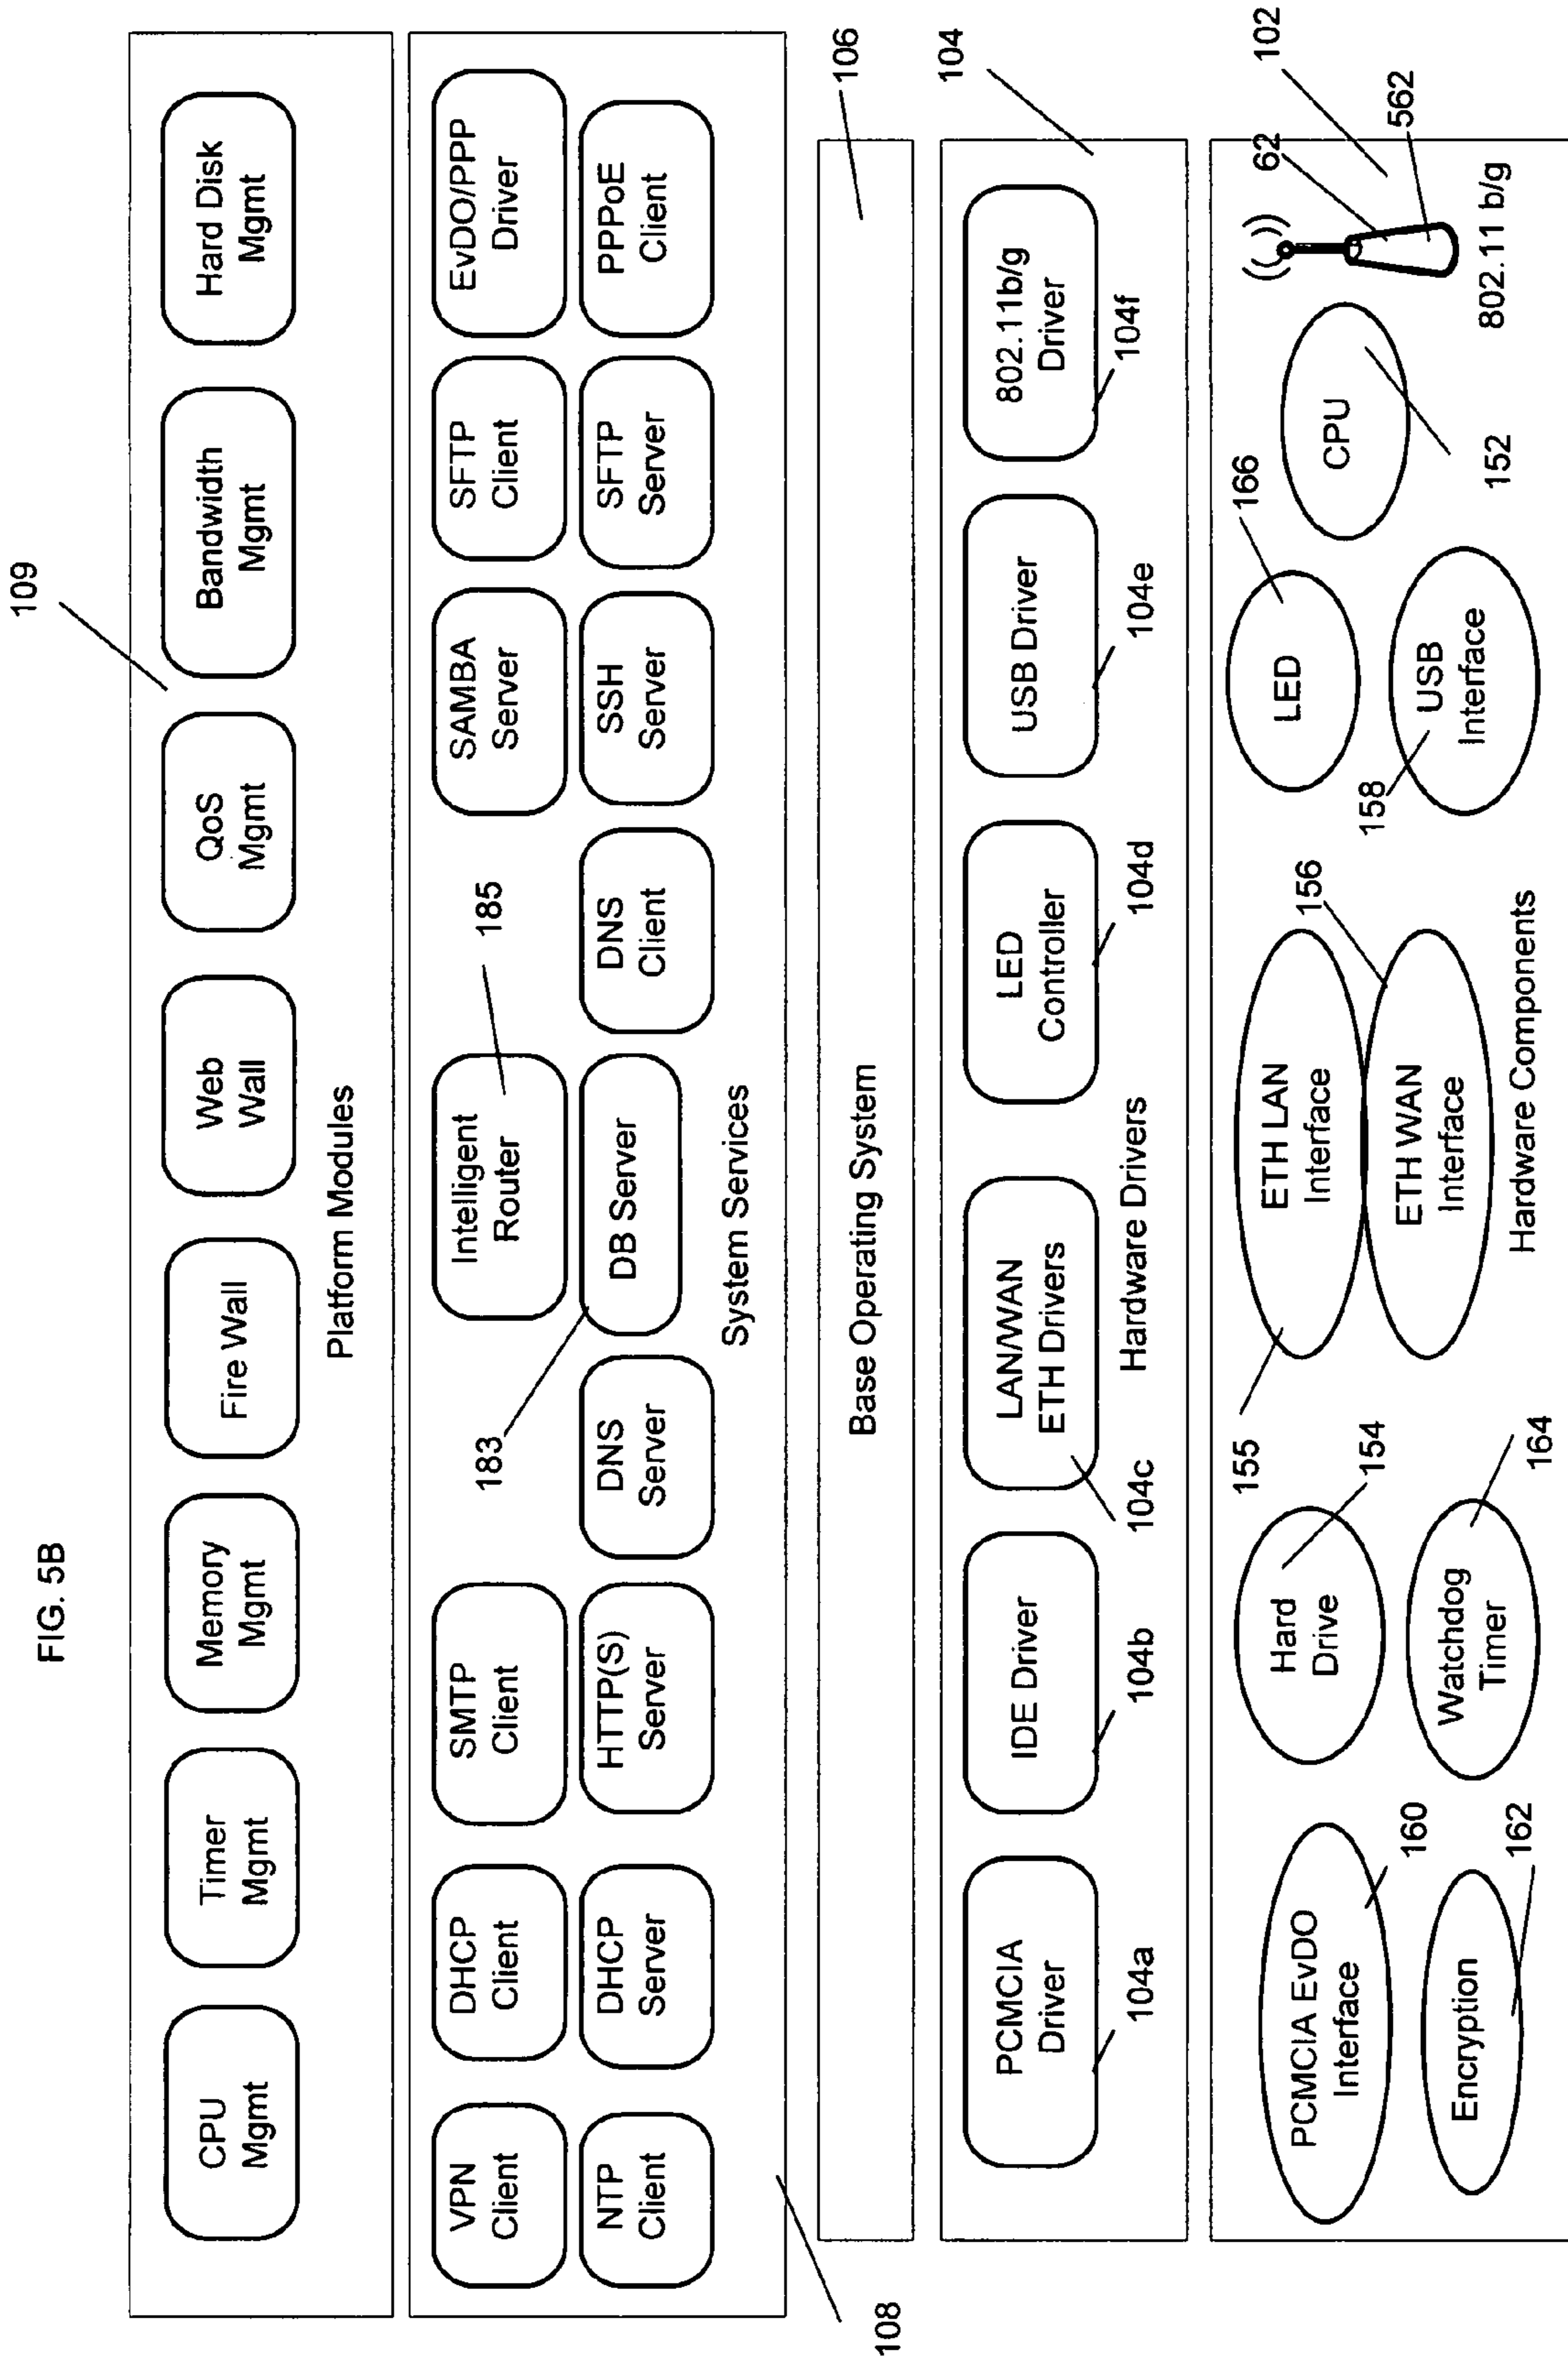 FIG. 5B
109
CPU
Mgmt
Timer
Mgmt
Memory
Mgmt
Fire Wall
Web
Wall
QoS
Mgmt
Bandwidth
Mgmt
Hard Disk
Mgmt
Platform Modules
VPN
Client
DHCP
Client
SMTP
Client
Intelligent
Router
185
SAMBA
Server
SFTP
Client
EvDO/PPP
Driver
183
NTP
Client
DHCP
Server
HTTP(S)
Server
DNS
Server
DB Server
DNS
Client
SSH
Server
SFTP
Server
PPPoE
Client
System Services
108
106
Base Operating System
104
PCMCIA
Driver
IDE Driver
LAN/WAN
ETH Drivers
LED
Controller
USB Driver
802.11b/g
Driver
104a
104b
104c
104d
104e
104f
Hardware Drivers
102
155
154
156
166
62
562
PCMCIA EvDO
Interface
160
Hard
Drive
ETH LAN
Interface
LED
CPU
152
158
Encryption
162
Watchdog
Timer
164
ETH WAN
Interface
USB
Interface
802.11 b/g
Hardware Components